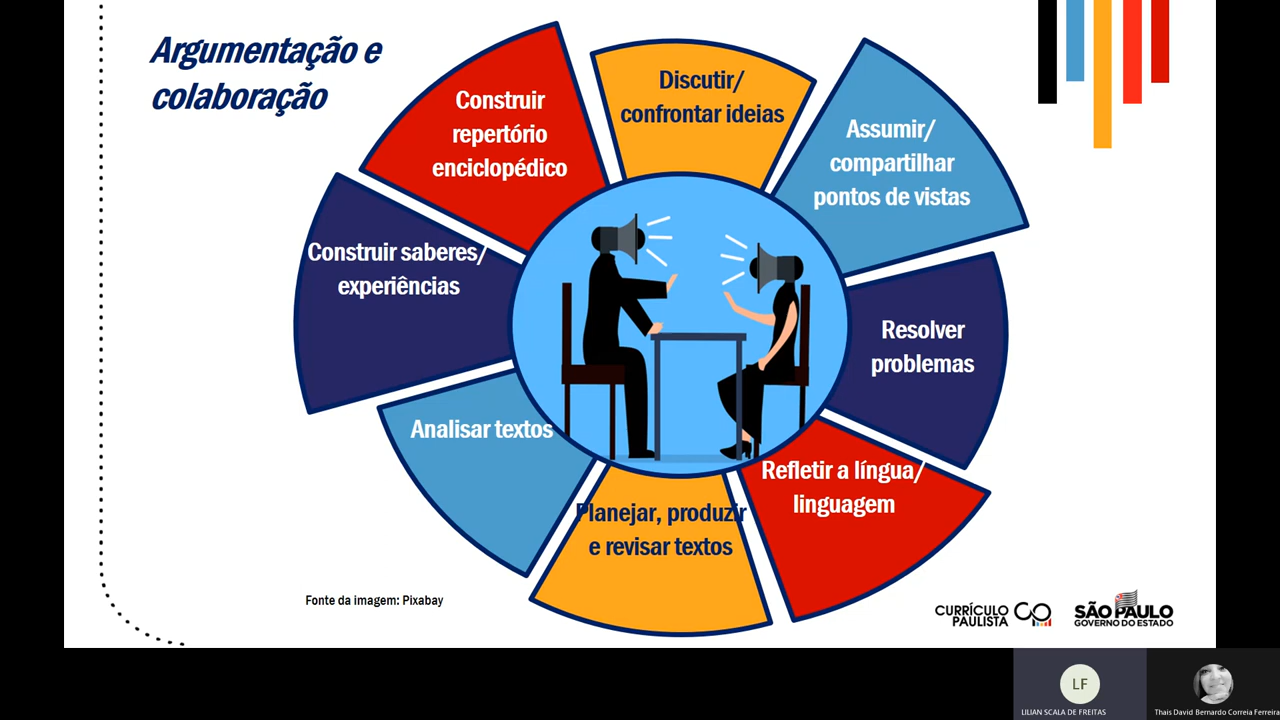 Argumentação e
colaboração
Discutir/
confrontar ideias
Assumir/
compartilhar
pontos de vistas
Resolver
problemas
Refletir a língua/
linguagem
Planejar, produzir
e revisar textos
Analisar textos
Construir saberes/
experiências
Construir
repertório
enciclopédico
Fonte da imagem: Pixabay
CURRÍCULO
PAULISTA
SÃO PAULO
GOVERNO DO ESTADO
LF
LILIAN SCALA DE FREITAS
Thais David Bernardo Correia Ferreira